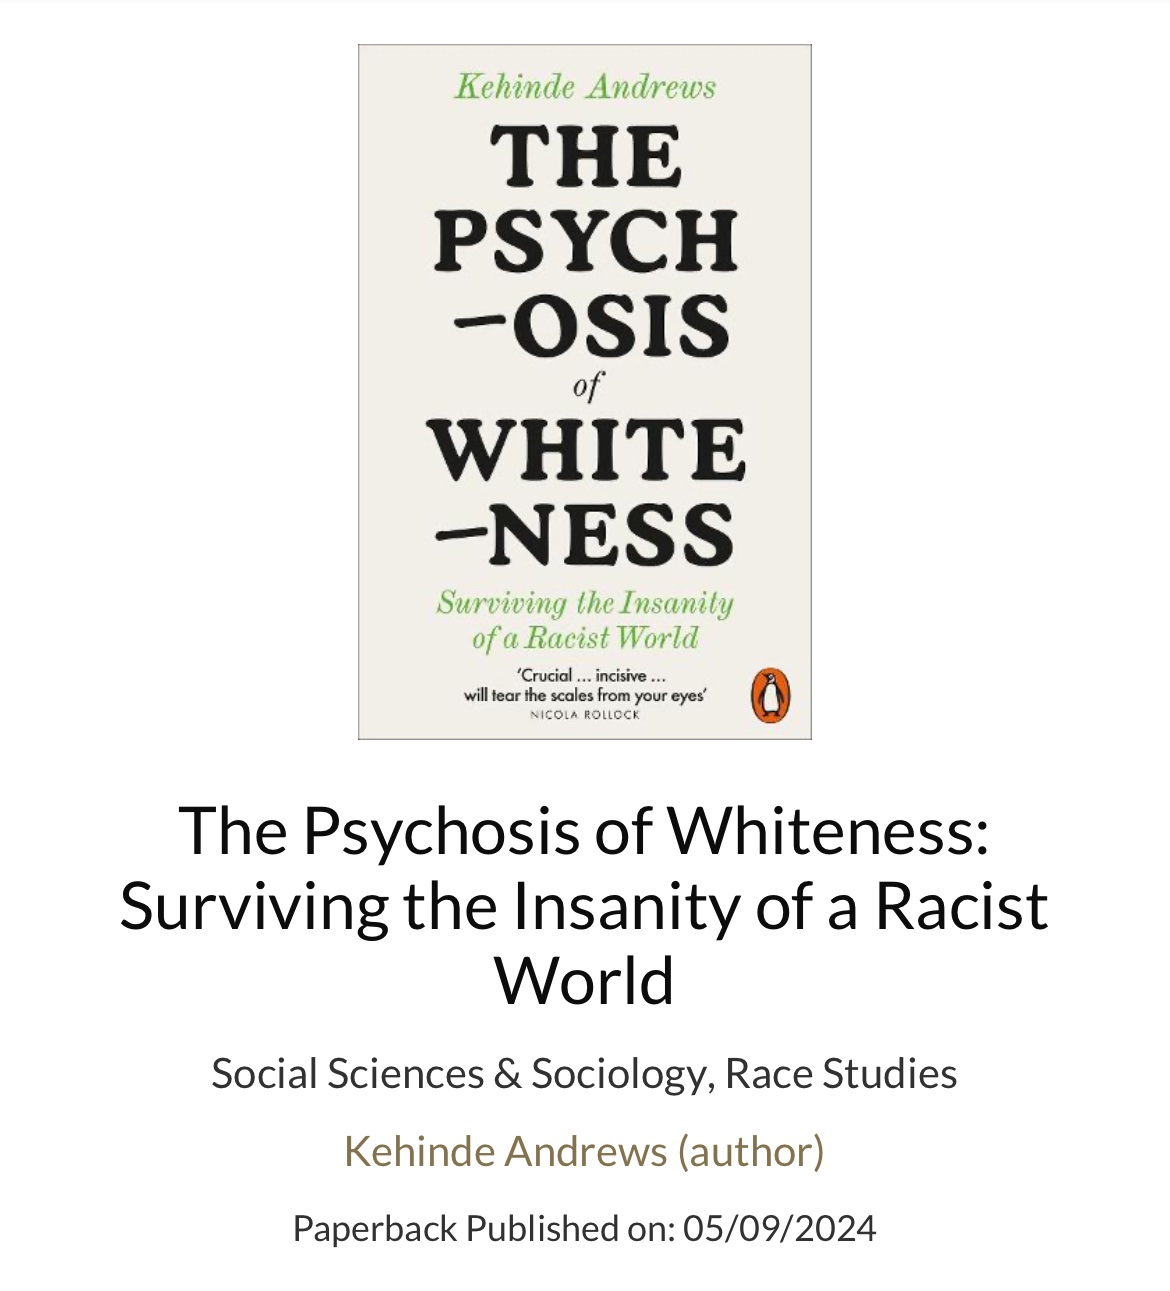 Kehinde Andrews
THE
PSYCH
–OSIS
of
WHITE
–NESS
Surviving the Insanity
of a Racist World
‘Crucial ... incisive ...
will tear the scales from your eyes’
NICOLA ROLLOCK
The Psychosis of Whiteness:
Surviving the Insanity of a Racist
World
Social Sciences & Sociology, Race Studies
Kehinde Andrews (author)
Paperback Published on: 05/09/2024